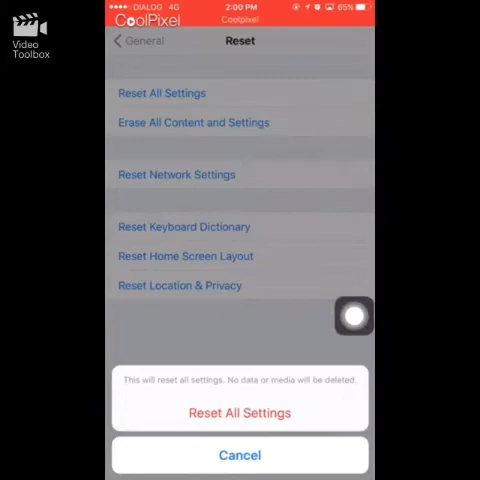 DIALOG 4G
2:00 PM
65%
CoolPixel
Coolpixel
Video
Toolbox
General
Reset
Reset All Settings
Erase All Content and Settings
Reset Network Settings
Reset Keyboard Dictionary
Reset Home Screen Layout
Reset Location & Privacy
This will reset all settings. No data or media will be deleted.
Reset All Settings
Cancel